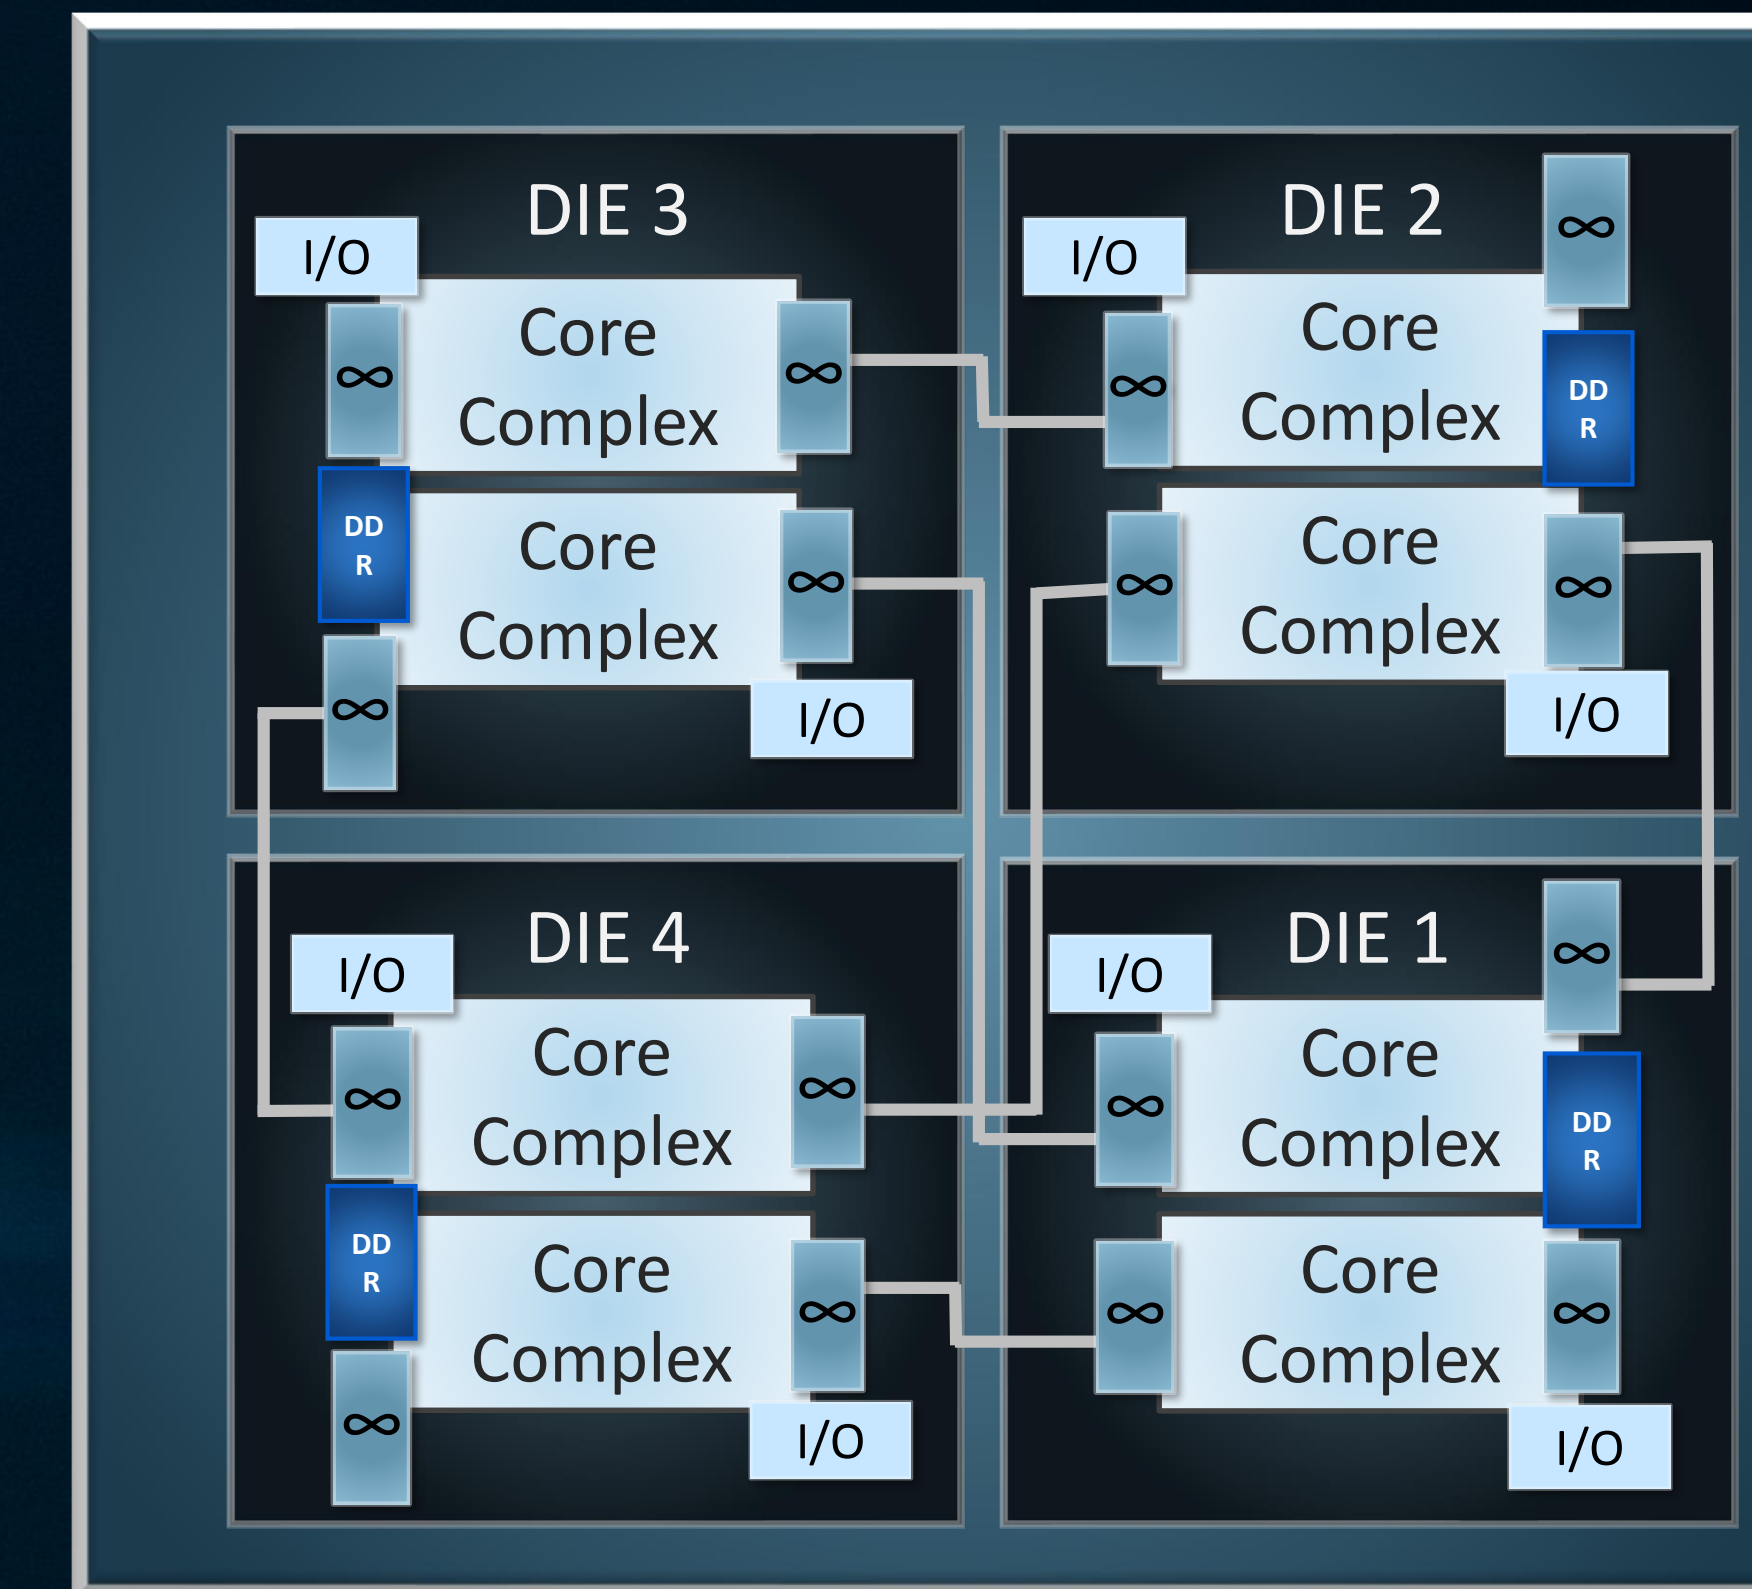 DIE 3
I/O
∞
Core
Complex
∞
DD
R
Core
Complex
∞
∞
I/O
DIE 2
∞
I/O
∞
Core
Complex
DD
R
∞
Core
Complex
∞
I/O
DIE 4
I/O
∞
Core
Complex
∞
DD
R
Core
Complex
∞
∞
I/O
DIE 1
∞
I/O
∞
Core
Complex
DD
R
∞
Core
Complex
∞
I/O